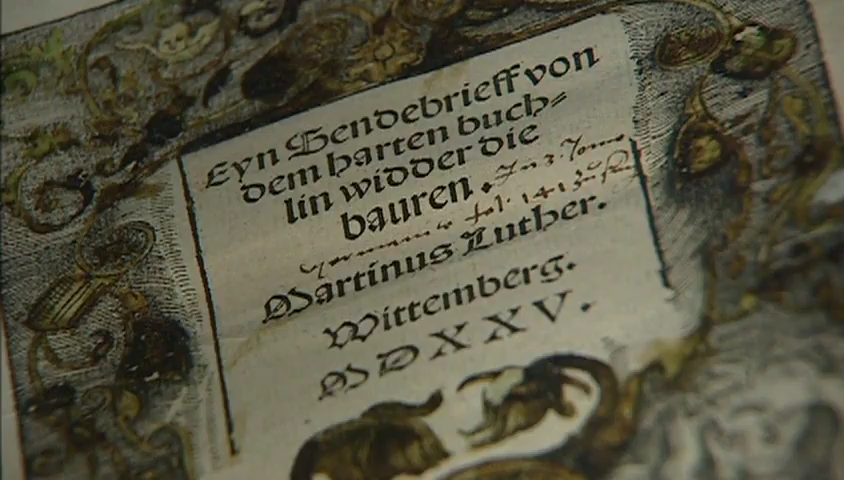 Eyn Sendebrieff von
dem harten buch=
lin widder die
bauren.
Martinus Luther.
Wittemberg.
MDXXV.